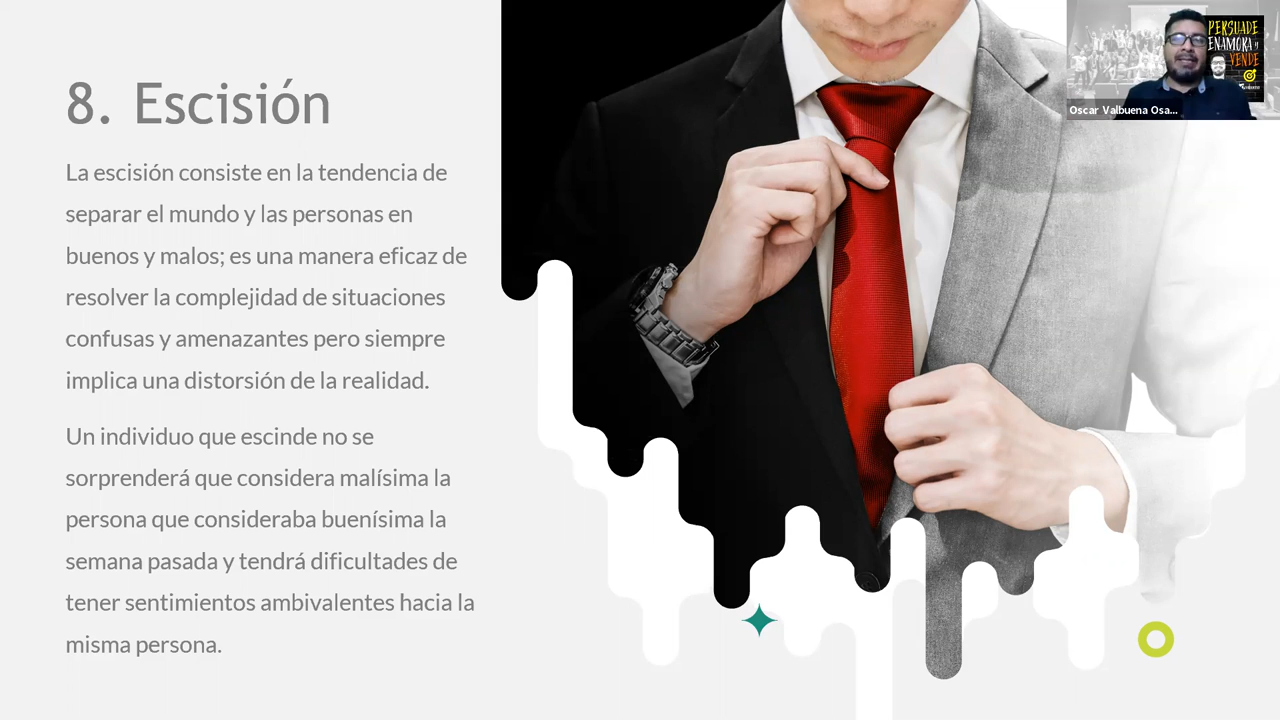 8. Escisión
La escisión consiste en la tendencia de
separar el mundo y las personas en
buenos y malos; es una manera eficaz de
resolver la complejidad de situaciones
confusas y amenazantes pero siempre
implica una distorsión de la realidad.
Un individuo que escinde no se
sorprenderá que considera malísima la
persona que consideraba buenísima la
semana pasada y tendrá dificultades de
tener sentimientos ambivalentes hacia la
misma persona.
PERSUADE
ENAMORA y
VENDE
Oscar Valbuena Osa...